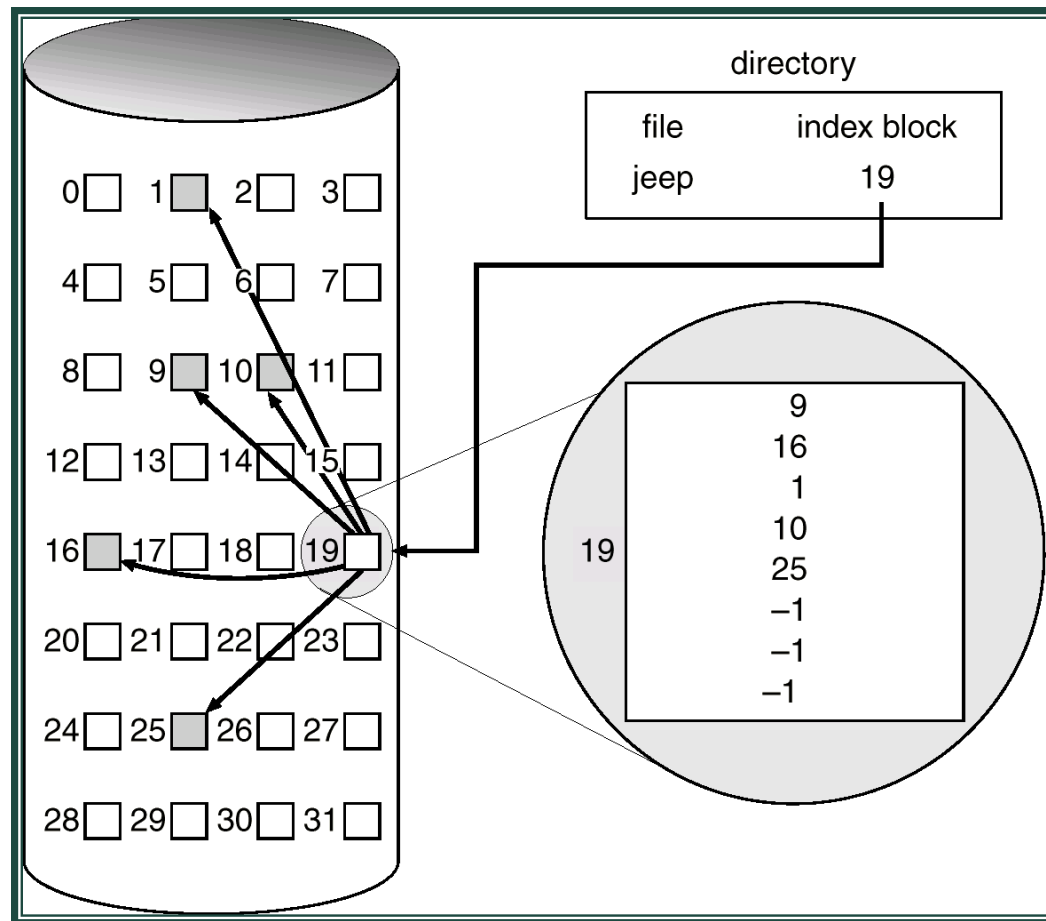 directory
file index block
jeep 19
0 1 2 3
4 5 6 7
8 9 10 11
12 13 14 15
16 17 18 19
20 21 22 23
24 25 26 27
28 29 30 31
19
9
16
1
10
25
–1
–1
–1